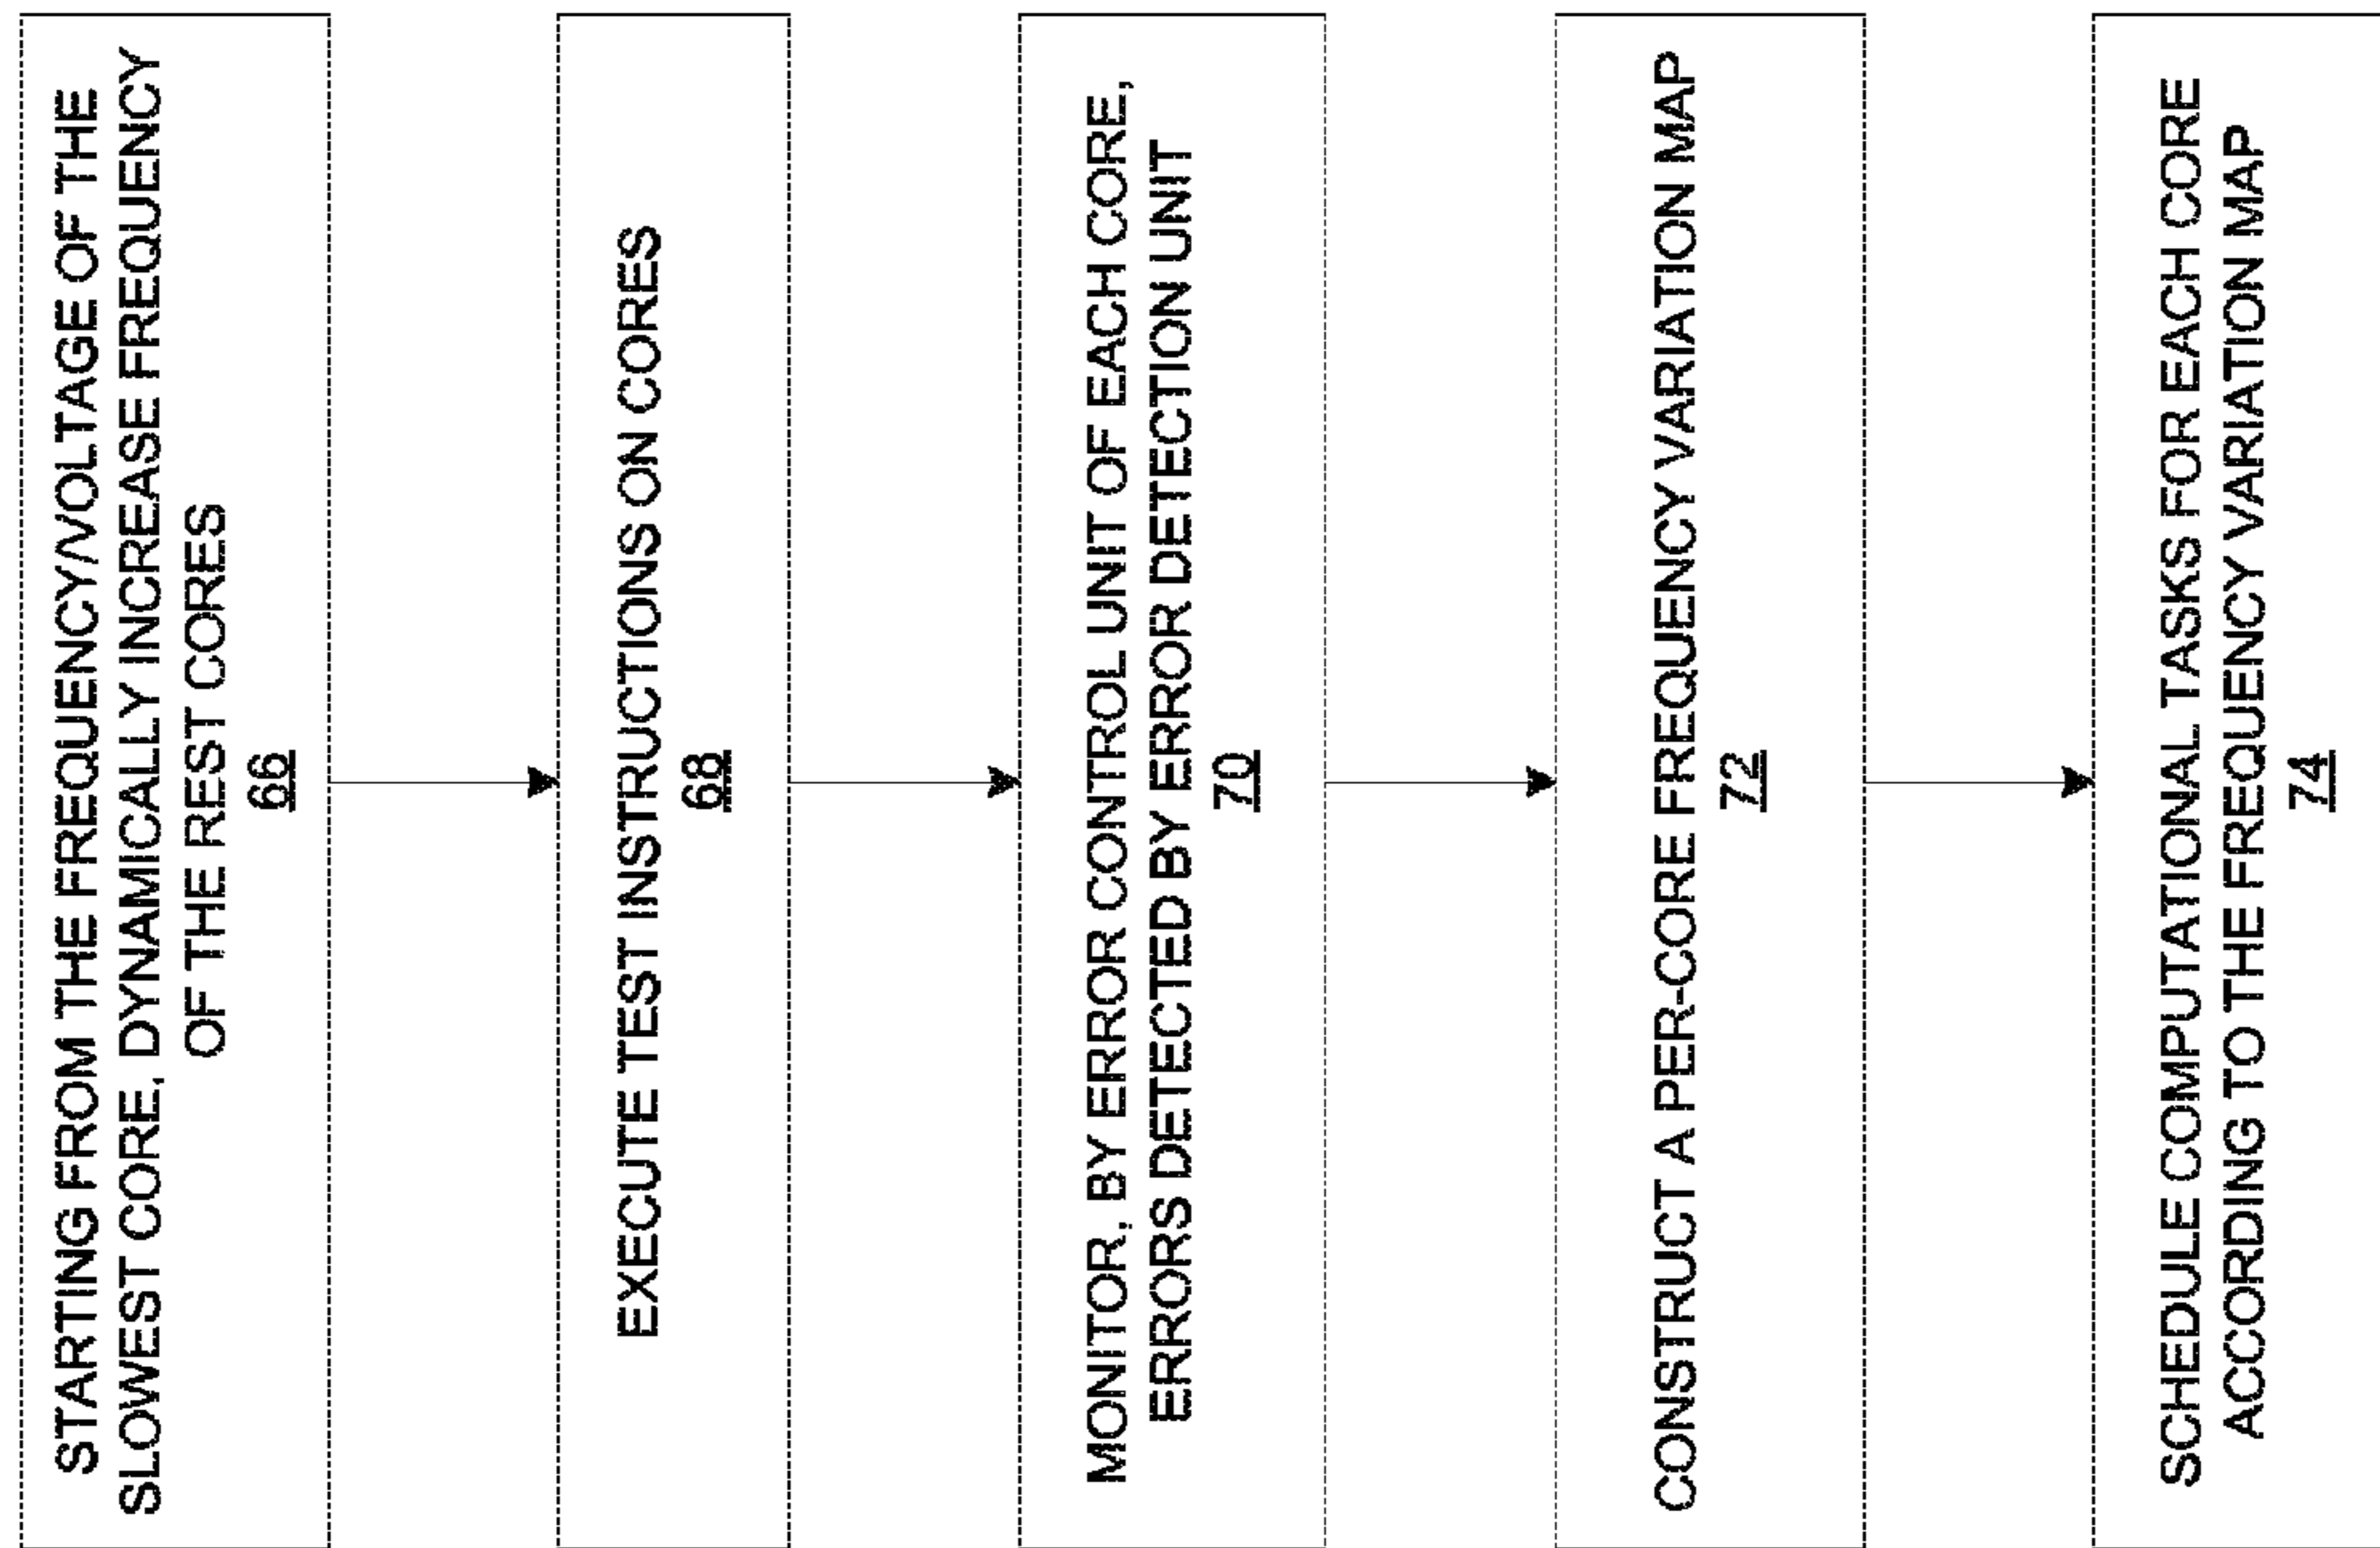 STARTING FROM THE FREQUENCY/VOLTAGE OF THE
SLOWEST CORE, DYNAMICALLY INCREASE FREQUENCY
OF THE REST CORES
66
EXECUTE TEST INSTRUCTIONS ON CORES
68
MONITOR, BY ERROR CONTROL UNIT OF EACH CORE,
ERRORS DETECTED BY ERROR DETECTION UNIT
70
CONSTRUCT A PER-CORE FREQUENCY VARIATION MAP
72
SCHEDULE COMPUTATIONAL TASKS FOR EACH CORE
ACCORDING TO THE FREQUENCY VARIATION MAP
74